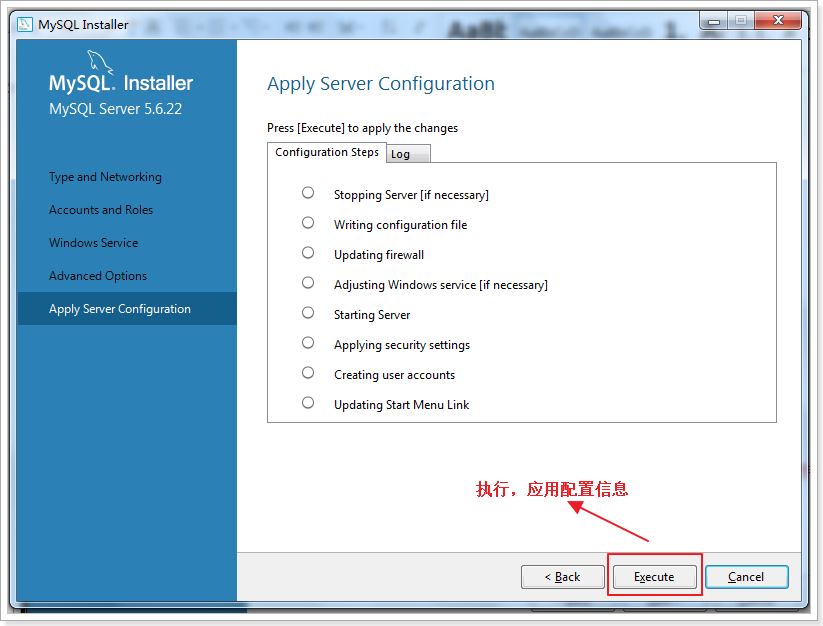 MySQL Installer
MySQL. Installer
MySQL Server 5.6.22
Type and Networking
Accounts and Roles
Windows Service
Advanced Options
Apply Server Configuration
Apply Server Configuration
Press [Execute] to apply the changes
Configuration Steps Log
Stopping Server [if necessary]
Writing configuration file
Updating firewall
Adjusting Windows service [if necessary]
Starting Server
Applying security settings
Creating user accounts
Updating Start Menu Link
执行，应用配置信息
< Back Execute Cancel